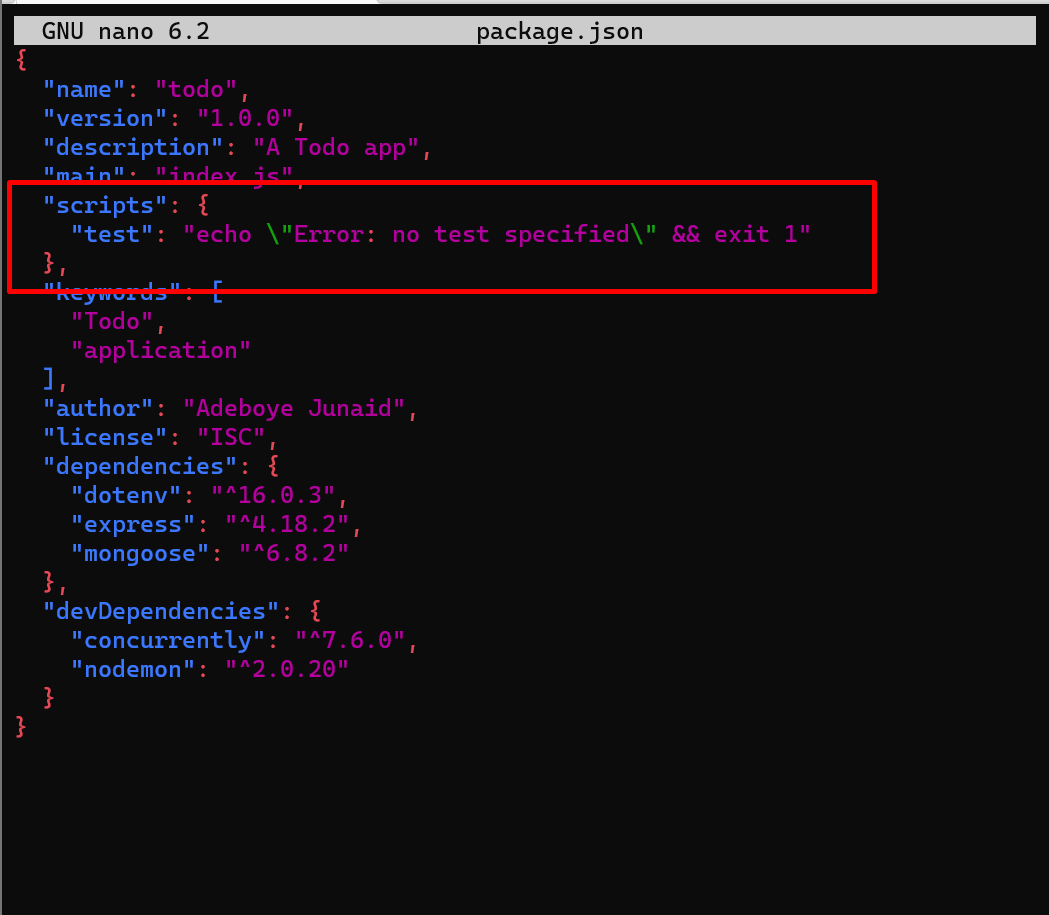 GNU nano 6.2 package.json
{
  "name": "todo",
  "version": "1.0.0",
  "description": "A Todo app",
  "main": "index.js",
  "scripts": {
    "test": "echo \"Error: no test specified\" && exit 1"
  },
  "keywords": [
    "Todo",
    "application"
  ],
  "author": "Adeboye Junaid",
  "license": "ISC",
  "dependencies": {
    "dotenv": "^16.0.3",
    "express": "^4.18.2",
    "mongoose": "^6.8.2"
  },
  "devDependencies": {
    "concurrently": "^7.6.0",
    "nodemon": "^2.0.20"
  }
}